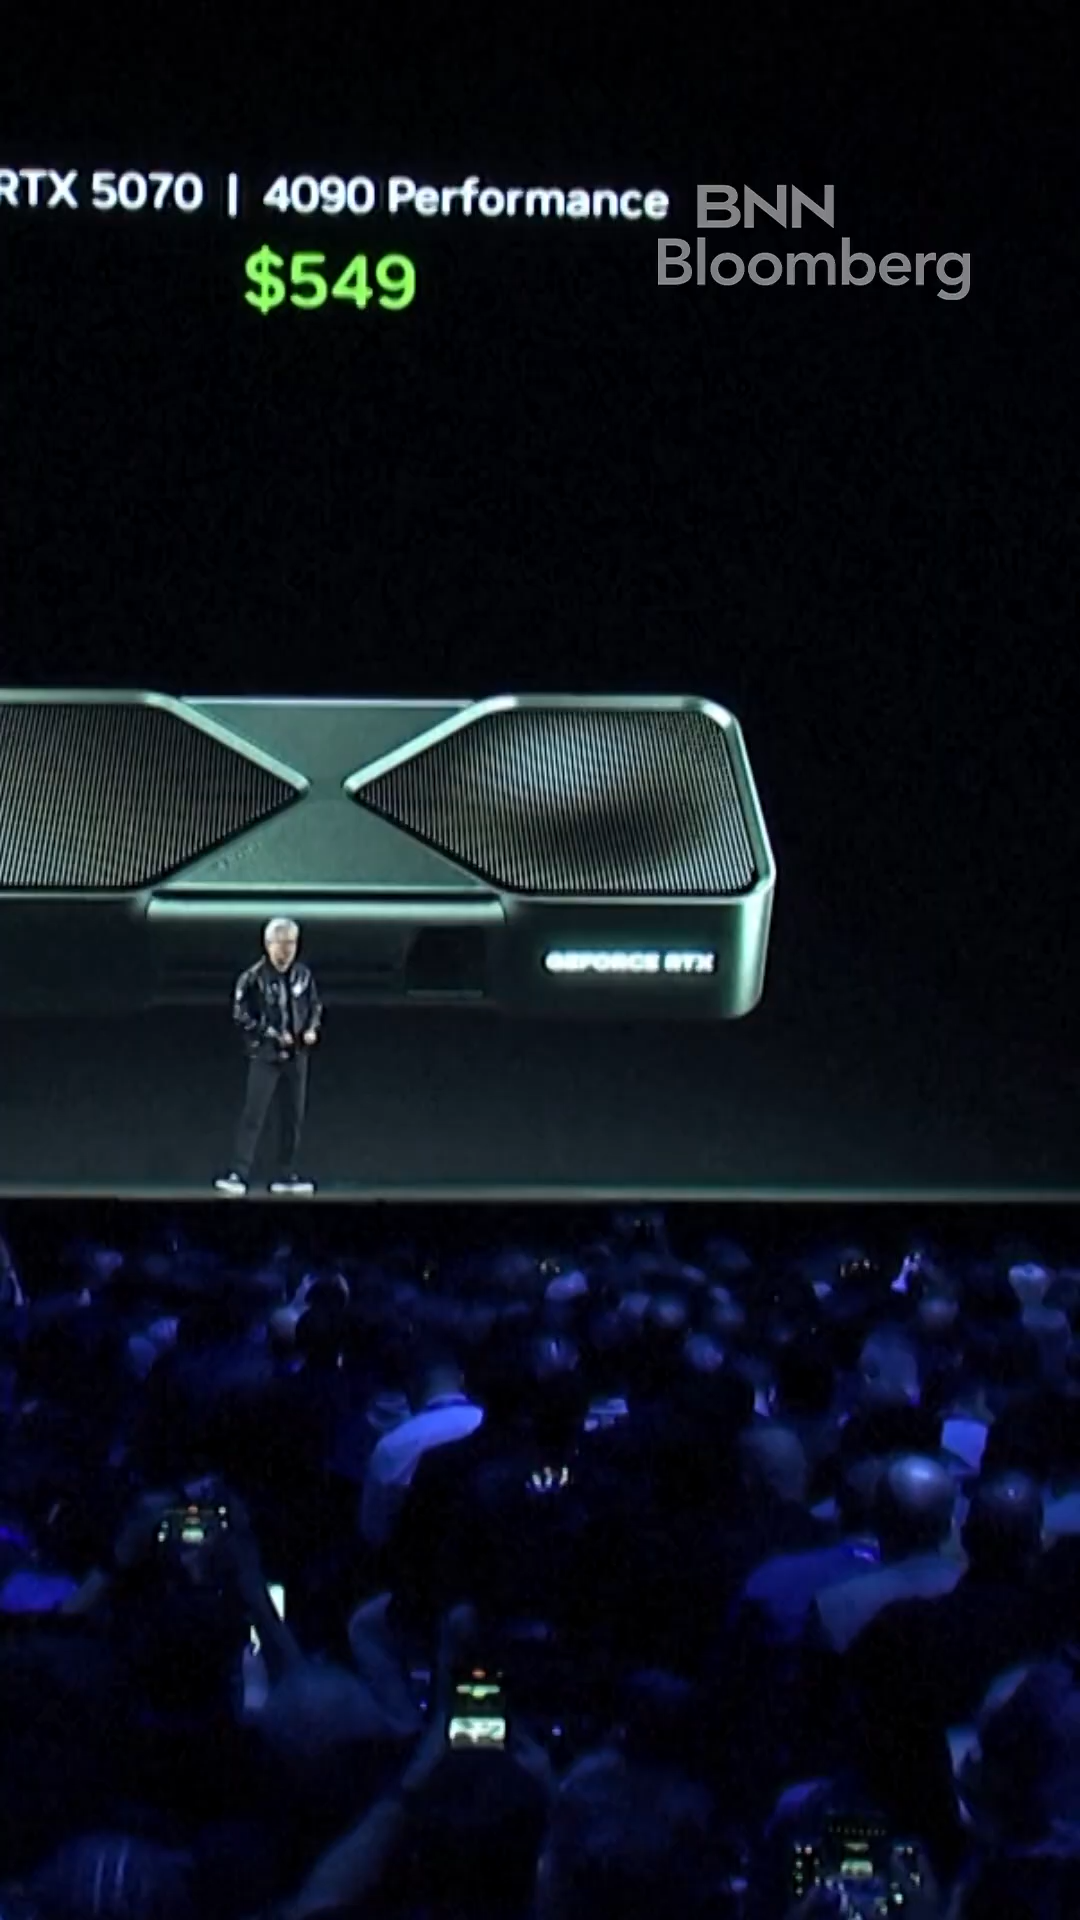 RTX 5070 | 4090 Performance
$549
BNN
Bloomberg
GEFORCE RTX